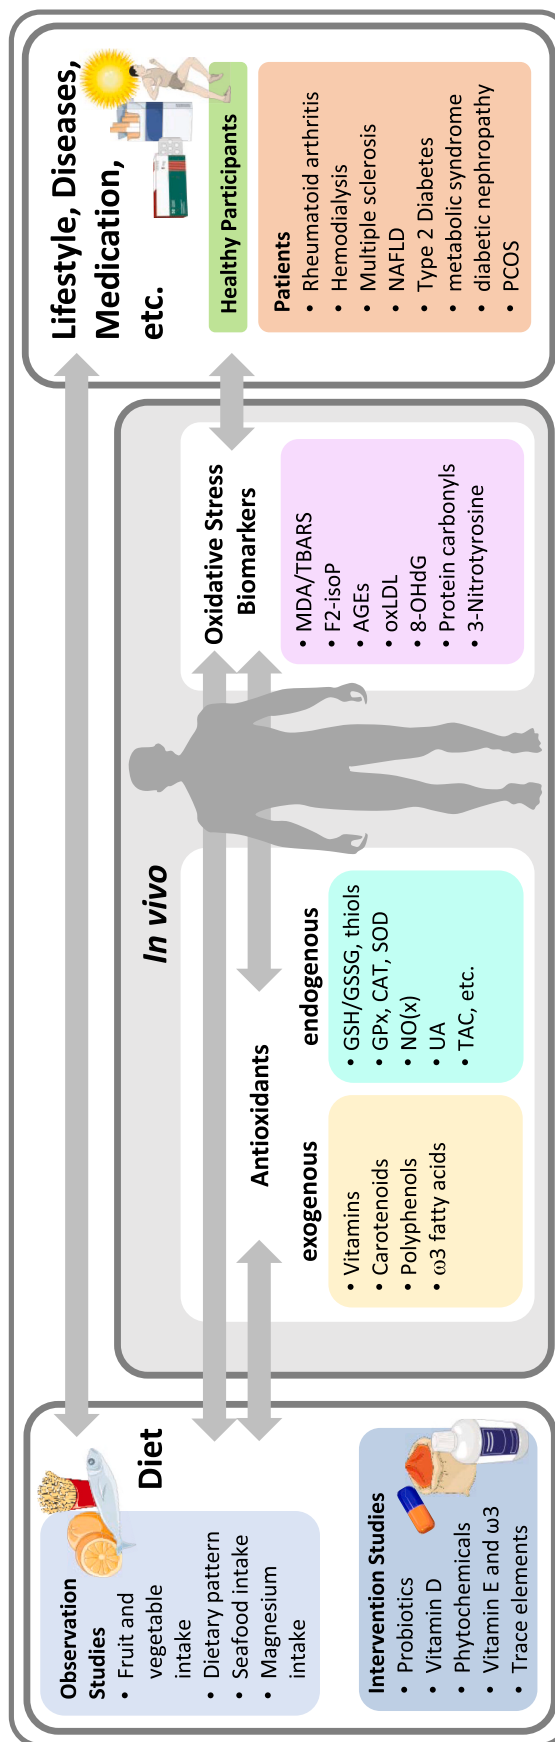 Diet
Observation
Studies
• Fruit and
vegetable
intake
• Dietary pattern
• Seafood intake
• Magnesium
intake
Intervention Studies
• Probiotics
• Vitamin D
• Phytochemicals
• Vitamin E and ω3
• Trace elements
In vivo
Antioxidants
exogenous
• Vitamins
• Carotenoids
• Polyphenols
• ω3 fatty acids
endogenous
• GSH/GSSG, thiols
• GPx, CAT, SOD
• NO(x)
• UA
• TAC, etc.
Oxidative Stress
Biomarkers
• MDA/TBARS
• F2-isoP
• AGEs
• oxLDL
• 8-OHdG
• Protein carbonyls
• 3-Nitrotyrosine
Lifestyle, Diseases,
Medication,
etc.
Healthy Participants
Patients
• Rheumatoid arthritis
• Hemodialysis
• Multiple sclerosis
• NAFLD
• Type 2 Diabetes
• metabolic syndrome
• diabetic nephropathy
• PCOS